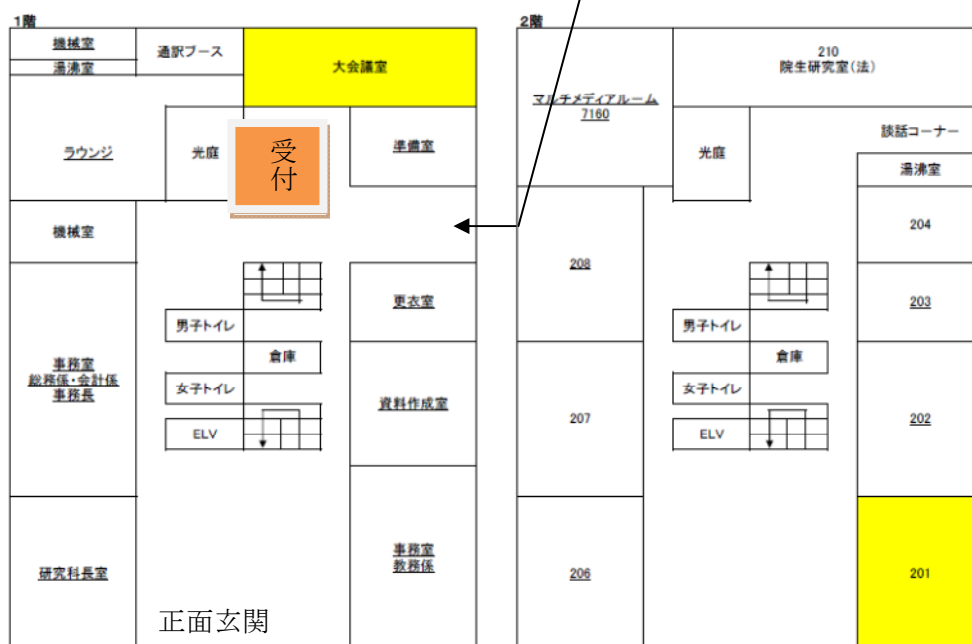 1階
機械室
湯沸室
通訳ブース
大会議室
ラウンジ
光庭
受
付
準備室
機械室
更衣室
男子トイレ
倉庫
事務室
総務係・会計係
事務長
女子トイレ
資料作成室
ELV
研究科長室
事務室
教務係
正面玄関
2階
マルチメディアルーム
7160
210
院生研究室(法)
光庭
談話コーナー
湯沸室
204
208
203
男子トイレ
倉庫
女子トイレ
207
202
ELV
206
201